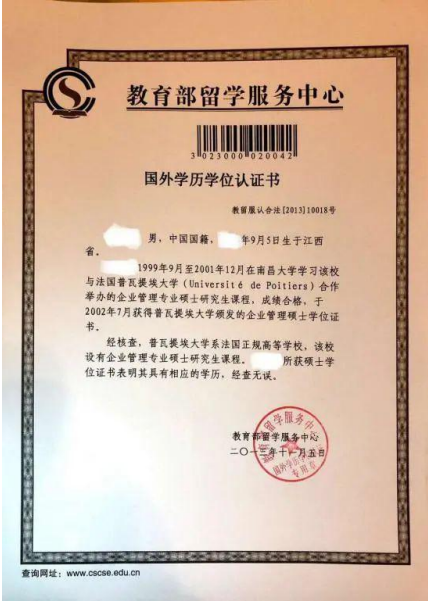 教育部留学服务中心
3 023000 020042
国外学历学位认证书
教留服认合法[2013]10018号
男，中国国籍，年9月5日生于江西
省。
1999年9月至2001年12月在南昌大学学习该校
与法国普瓦提埃大学（Université de Poitiers）合作
举办的企业管理专业硕士研究生课程，成绩合格，于
2002年7月获得普瓦提埃大学颁发的企业管理硕士学位证
书。
经核查，普瓦提埃大学系法国正规高等学校，该校
设有企业管理专业硕士研究生课程。所获硕士学
位证书表明其具有相应的学历，经查无误。
教育部留学服务中心
二〇一三年十一月五日
专用章
查询网址：www.cscse.edu.cn